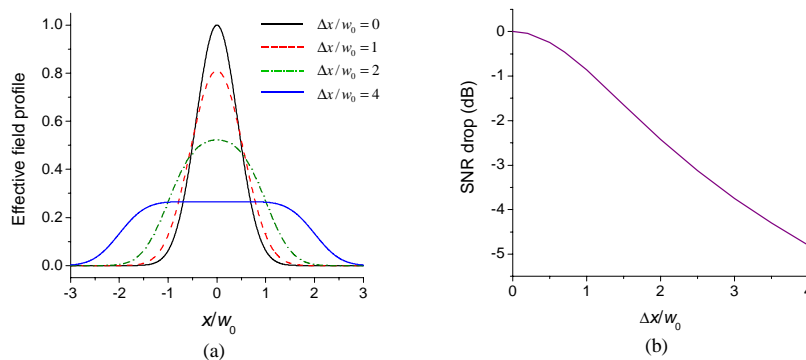 1.0
0.8
0.6
0.4
0.2
0.0
Effective field profile
-3 -2 -1 0 1 2 3
x/w₀
Δx/w₀ = 0
Δx/w₀ = 1
Δx/w₀ = 2
Δx/w₀ = 4
(a)
0
-1
-2
-3
-4
-5
SNR drop (dB)
0 1 2 3 4
Δx/w₀
(b)